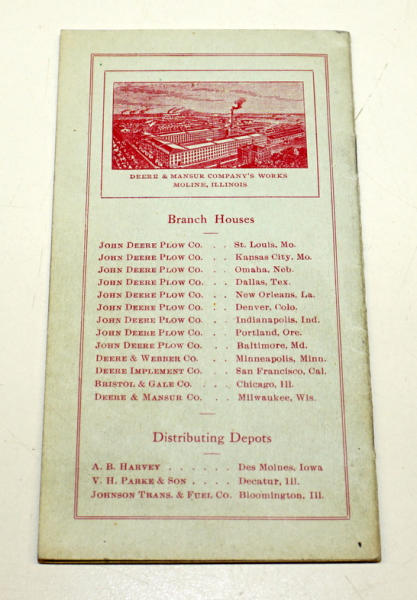 DEERE & MANSUR COMPANY'S WORKS
MOLINE, ILLINOIS
Branch Houses
JOHN DEERE PLOW CO. . . St. Louis, Mo.
JOHN DEERE PLOW CO. . . Kansas City, Mo.
JOHN DEERE PLOW CO. . . Omaha, Neb.
JOHN DEERE PLOW CO. . . Dallas, Tex.
JOHN DEERE PLOW CO. . . New Orleans, La.
JOHN DEERE PLOW CO. . . Denver, Colo.
JOHN DEERE PLOW CO. . . Indianapolis, Ind.
JOHN DEERE PLOW CO. . . Portland, Ore.
JOHN DEERE PLOW CO. . . Baltimore, Md.
DEERE & WEBBER CO. . . Minneapolis, Minn.
DEERE IMPLEMENT CO. . . San Francisco, Cal.
BRISTOL & GALE CO. . . . Chicago, Ill.
DEERE & MANSUR CO. . . . Milwaukee, Wis.
Distributing Depots
A. B. HARVEY . . . . . . Des Moines, Iowa
V. H. PARKE & SON . . . . Decatur, Ill.
JOHNSON TRANS. & FUEL CO. Bloomington, Ill.